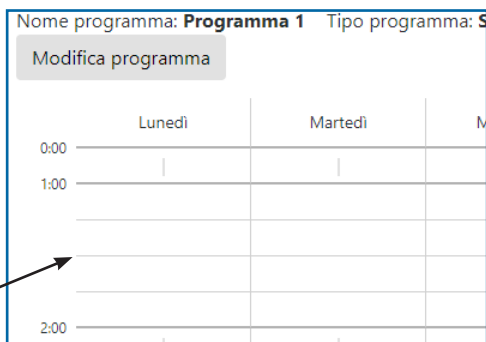 Nome programma: Programma 1 Tipo programma: S
Modifica programma
Lunedì Martedì M
0:00
1:00
2:00